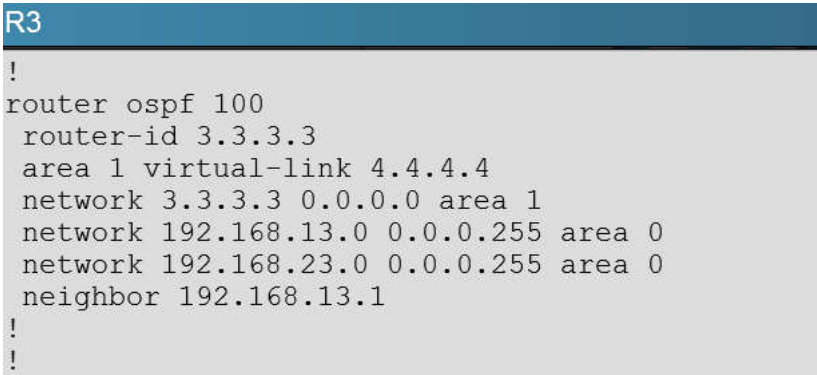 R3
!
router ospf 100
 router-id 3.3.3.3
 area 1 virtual-link 4.4.4.4
 network 3.3.3.3 0.0.0.0 area 1
 network 192.168.13.0 0.0.0.255 area 0
 network 192.168.23.0 0.0.0.255 area 0
 neighbor 192.168.13.1
!
!